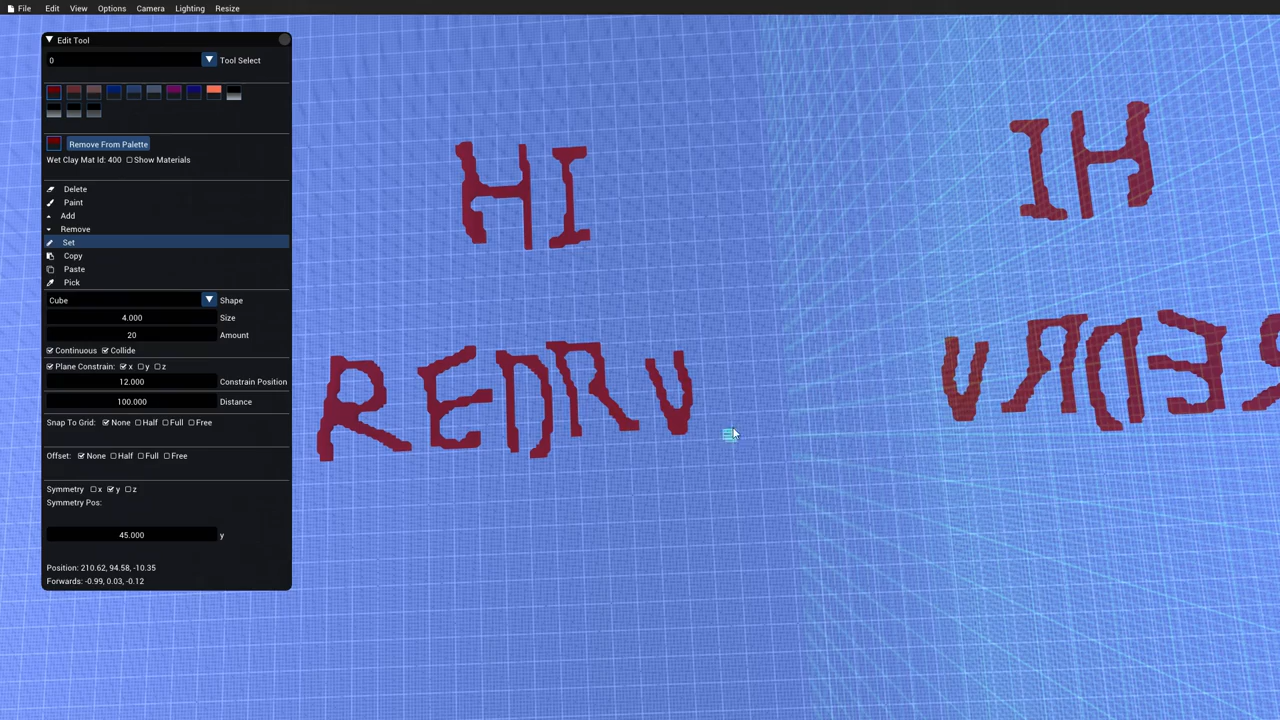 File Edit View Options Camera Lighting Resize
Edit Tool
0 Tool Select
Remove From Palette
Wet Clay Mat Id: 400 Show Materials
Delete
Paint
Add
Remove
Set
Copy
Paste
Pick
Cube Shape
4.000 Size
20 Amount
Continuous Collide
Plane Constrain: x y z
12.000 Constrain Position
100.000 Distance
Snap To Grid: None Half Full Free
Offset: None Half Full Free
Symmetry x y z
Symmetry Pos:
45.000 y
Position: 210.62, 94.58, -10.35
Forwards: -0.99, 0.03, -0.12
HI
REDRV